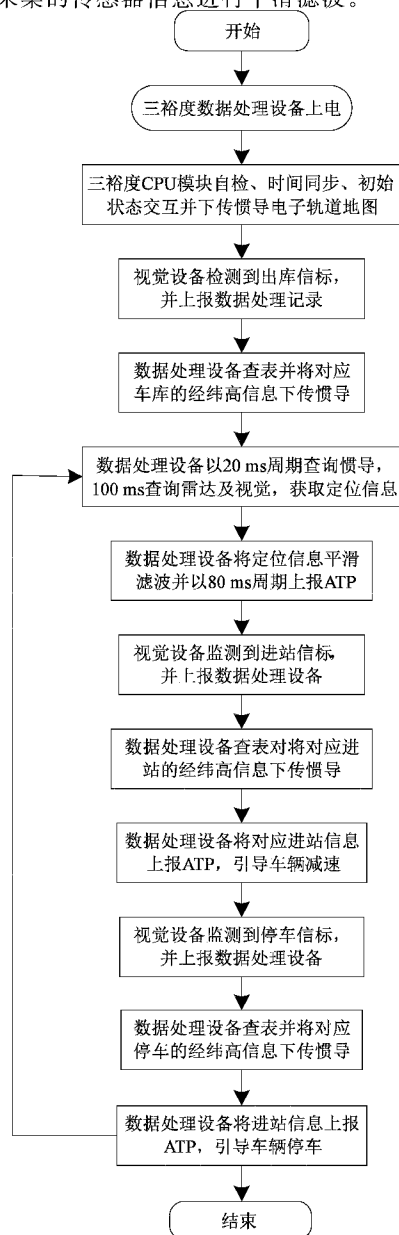 采集的传感器信息进行平滑滤波。
开始
三裕度数据处理设备上电
三裕度CPU模块自检、时间同步、初始
状态交互并下传惯导电子轨道地图
视觉设备检测到出库信标，
并上报数据处理记录
数据处理设备查表并将对应
车库的经纬高信息下传惯导
数据处理设备以20 ms周期查询惯导，
100 ms查询雷达及视觉，获取定位信息
数据处理设备将定位信息平滑
滤波并以80 ms周期上报ATP
视觉设备监测到进站信标，
并上报数据处理设备
数据处理设备查表对将对应进
站的经纬高信息下传惯导
数据处理设备将对应进站信息
上报ATP，引导车辆减速
视觉设备监测到停车信标，
并上报数据处理设备
数据处理设备查表并将对应
停车的经纬高信息下传惯导
数据处理设备将进站信息上报
ATP，引导车辆停车
结束